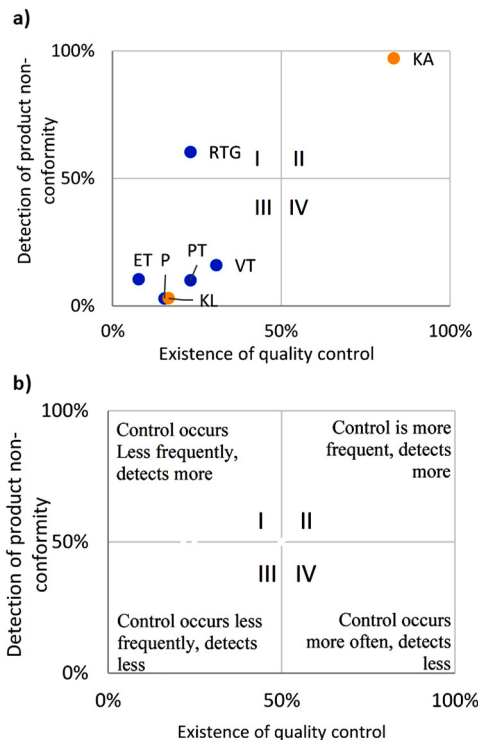 a)
Detection of product non-
conformity
100%
50%
0%
KA
RTG
I
II
III
IV
ET
P
PT
VT
KL
0%
50%
100%
Existence of quality control
b)
Detection of product non-
conformity
100%
50%
0%
Control occurs
Less frequently,
detects more
Control is more
frequent, detects
more
I
II
III
IV
Control occurs less
frequently, detects
less
Control occurs
more often, detects
less
0%
50%
100%
Existence of quality control